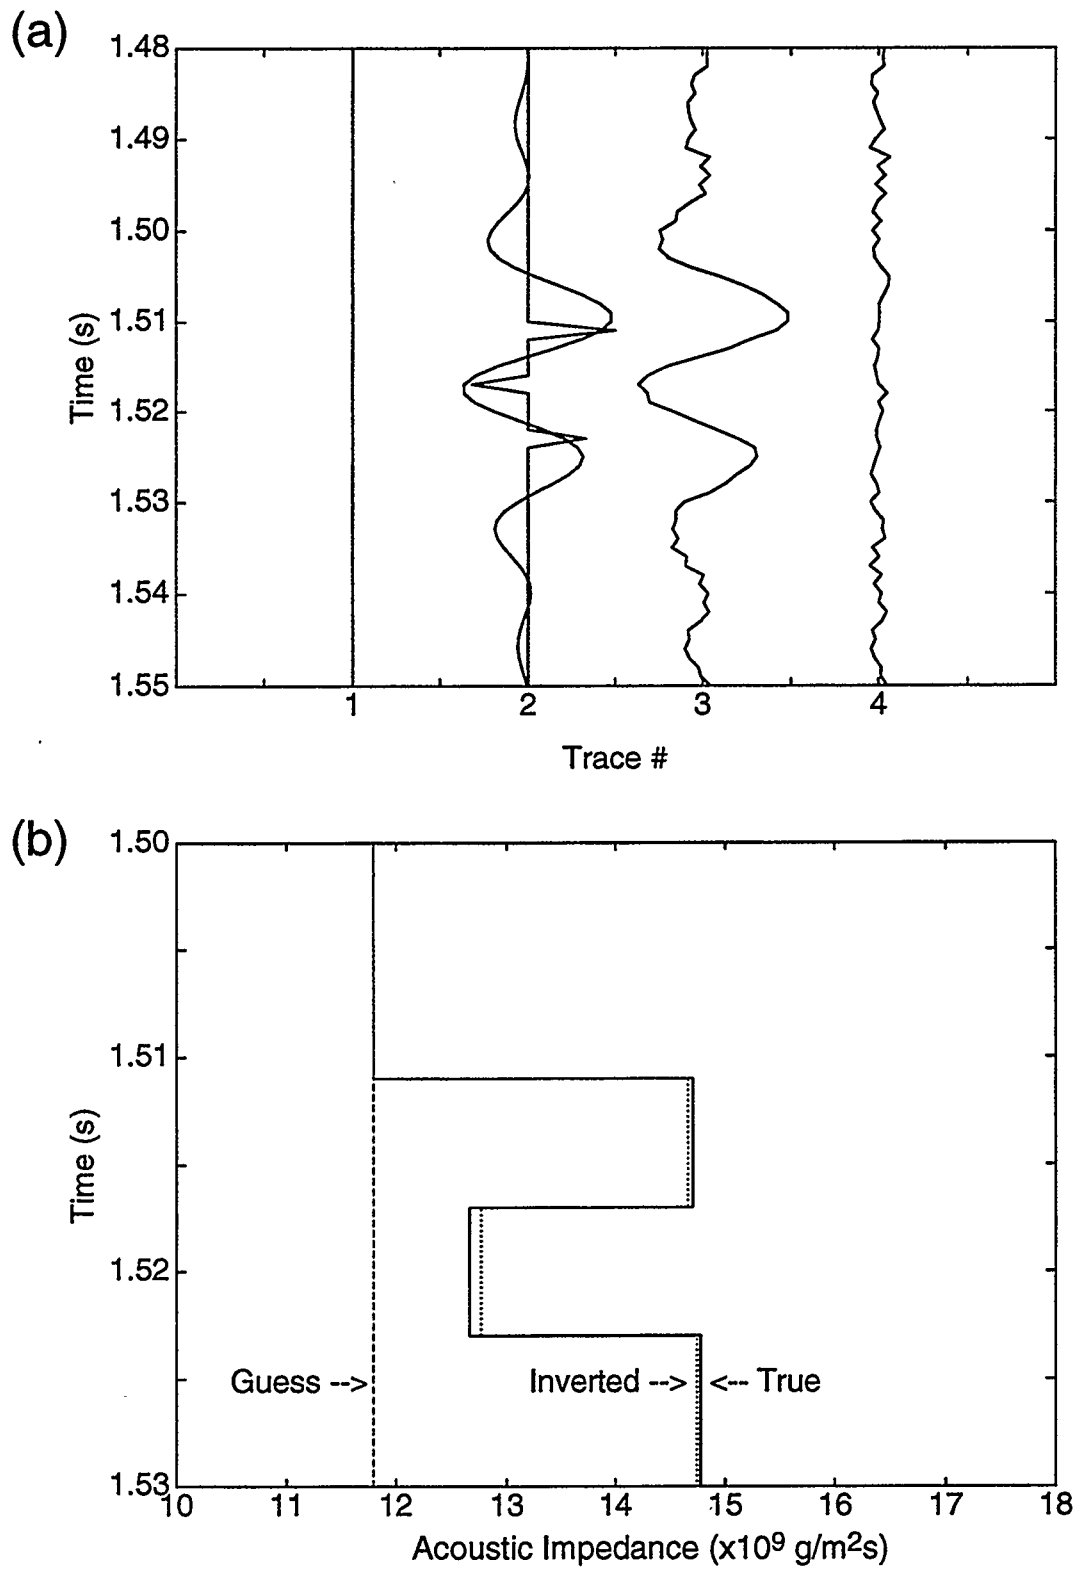 (a)
1.48
1.49
1.50
1.51
1.52
1.53
1.54
1.55
Time (s)
1 2 3 4
Trace #
(b)
1.50
1.51
1.52
1.53
Time (s)
Guess -->
Inverted -->
<-- True
10 11 12 13 14 15 16 17 18
Acoustic Impedance (x10⁹ g/m²s)